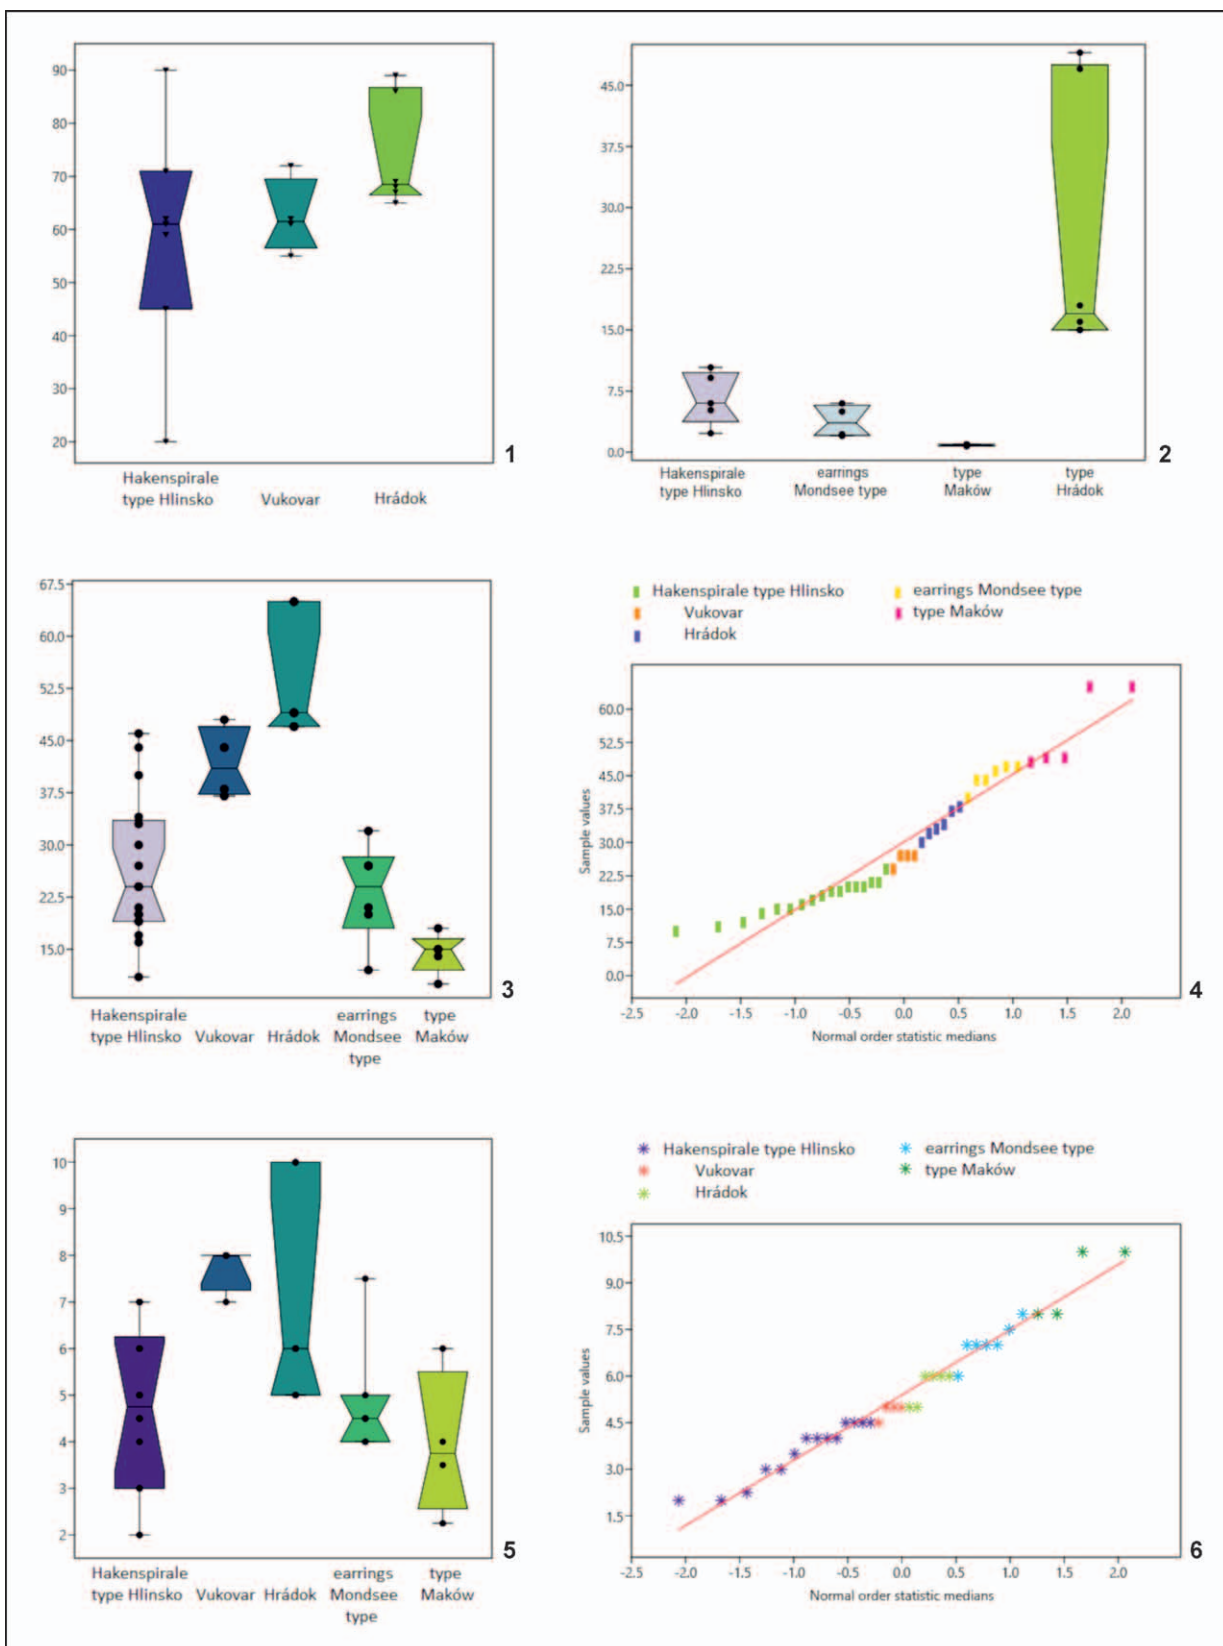 90
80
70
60
50
40
30
20
Hakenspirale
type Hlinsko
Vukovar
Hrádok
1
45.0
37.5
30.0
22.5
15.0
7.5
0.0
Hakenspirale
type Hlinsko
earrings
Mondsee type
type
Maków
type
Hrádok
2
67.5
60.0
52.5
45.0
37.5
30.0
22.5
15.0
Hakenspirale
type Hlinsko
Vukovar
Hrádok
earrings
Mondsee
type
type
Maków
3
Hakenspirale type Hlinsko
Vukovar
Hrádok
earrings Mondsee type
type Maków
Sample values
60.0
52.5
45.0
37.5
30.0
22.5
15.0
7.5
0.0
-2.5 -2.0 -1.5 -1.0 -0.5 0.0 0.5 1.0 1.5 2.0
Normal order statistic medians
4
10
9
8
7
6
5
4
3
2
Hakenspirale
type Hlinsko
Vukovar
Hrádok
earrings
Mondsee
type
type
Maków
5
Hakenspirale type Hlinsko
Vukovar
Hrádok
earrings Mondsee type
type Maków
Sample values
10.5
9.0
7.5
6.0
4.5
3.0
1.5
-2.5 -2.0 -1.5 -1.0 -0.5 0.0 0.5 1.0 1.5 2.0
Normal order statistic medians
6